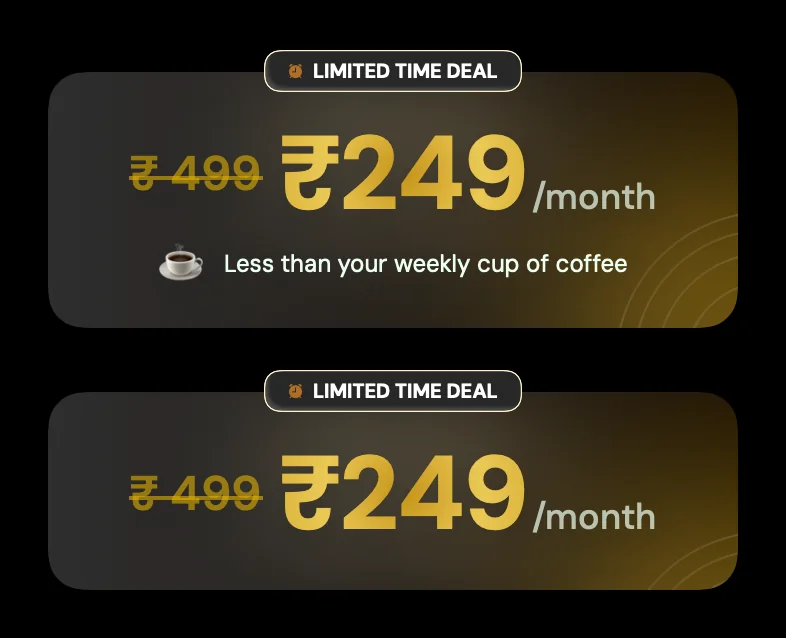 LIMITED TIME DEAL
₹ 499 ₹249/month
Less than your weekly cup of coffee
LIMITED TIME DEAL
₹ 499 ₹249/month